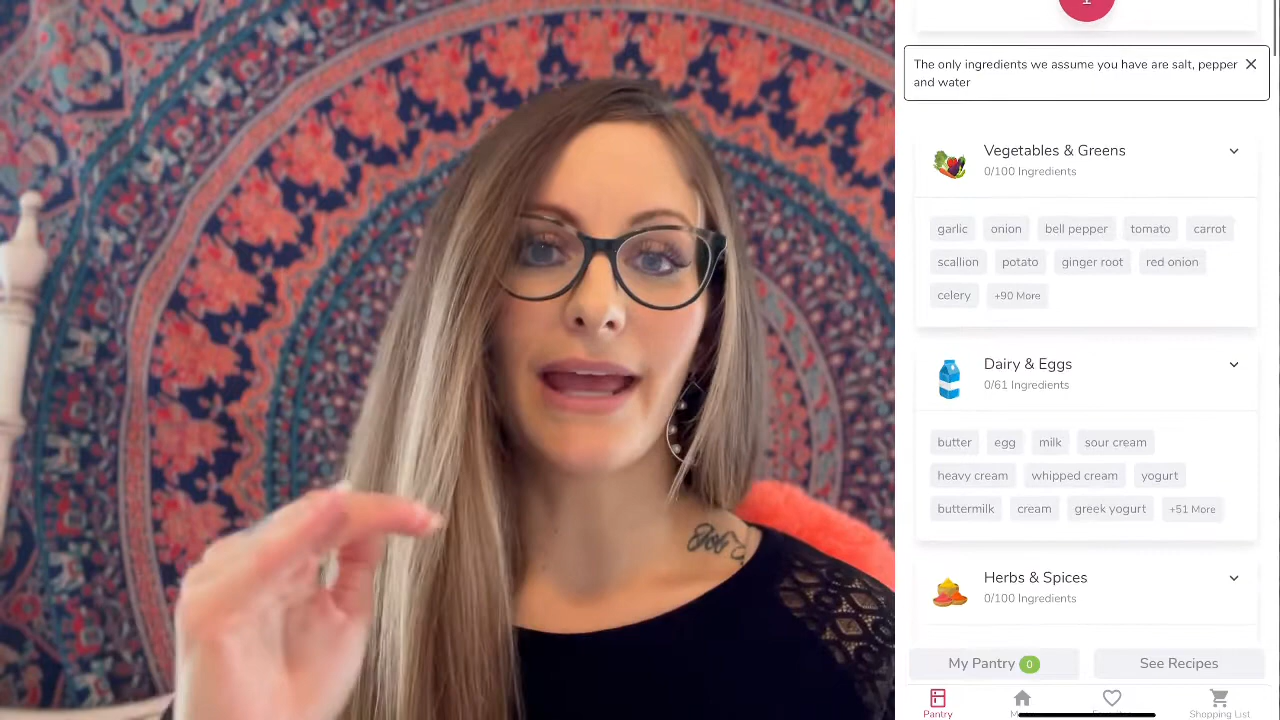 1
The only ingredients we assume you have are salt, pepper
and water
Vegetables & Greens
0/100 Ingredients
garlic onion bell pepper tomato carrot
scallion potato ginger root red onion
celery +90 More
Dairy & Eggs
0/61 Ingredients
butter egg milk sour cream
heavy cream whipped cream yogurt
buttermilk cream greek yogurt +51 More
Herbs & Spices
0/100 Ingredients
My Pantry 0 See Recipes
Pantry Shopping List